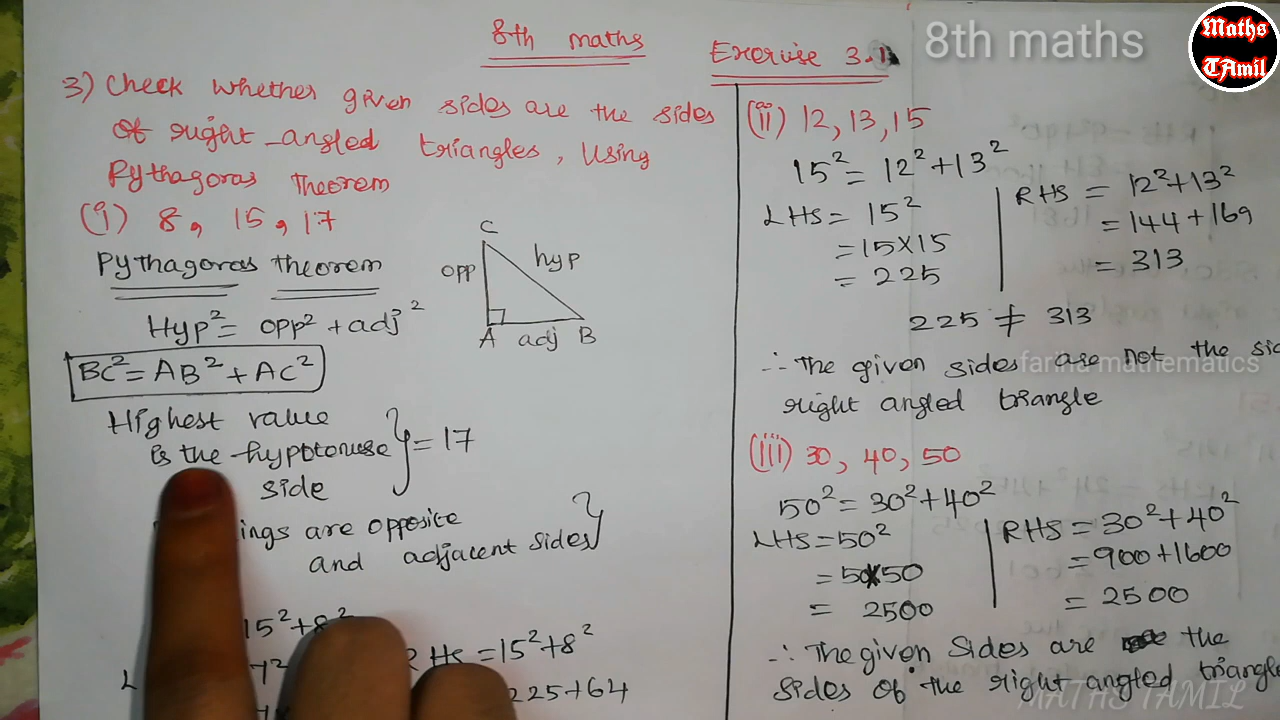 8th maths
Exercise 3.1
8th maths
Maths
TAmil
3) Check whether given sides are the sides
of right-angled triangles, Using
Pythagoras Theorem
(i) 8, 15, 17
Pythagoras theorem
Hyp² = opp² + adj²
BC² = AB² + AC²
C
opp
hyp
A adj B
Highest value
is the hypotonuse
side
} = 17
ings are opposite
and adjacent sides }
15² + 8²
7²
RHS = 15² + 8²
225 + 64
(ii) 12, 13, 15
15² = 12² + 13²
LHS = 15²
= 15×15
= 225
RHS = 12² + 13²
= 144 + 169
= 313
225 ≠ 313
∴ The given sides are not the si
right angled triangle
farina mathematics
(iii) 30, 40, 50
50² = 30² + 40²
LHS = 50²
= 50×50
= 2500
RHS = 30² + 40²
= 900 + 1600
= 2500
∴ The given Sides are the
sides of the right angled triangle
MATHS TAMIL